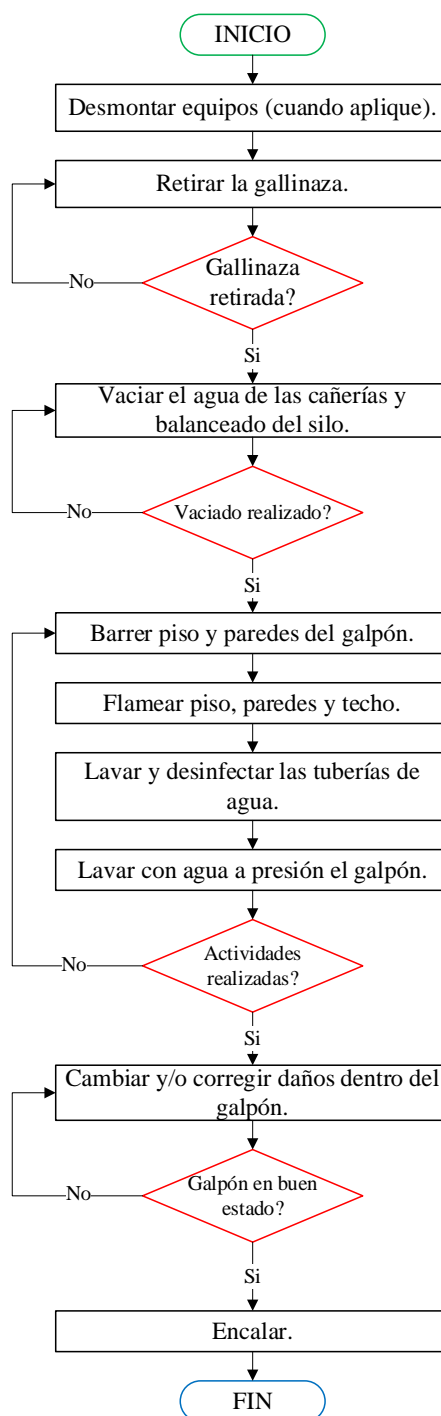 INICIO
Desmontar equipos (cuando aplique).
Retirar la gallinaza.
Gallinaza
retirada?
No
Si
Vaciar el agua de las cañerías y
balanceado del silo.
Vaciado realizado?
No
Si
Barrer piso y paredes del galpón.
Flamear piso, paredes y techo.
Lavar y desinfectar las tuberías de
agua.
Lavar con agua a presión el galpón.
Actividades
realizadas?
No
Si
Cambiar y/o corregir daños dentro del
galpón.
Galpón en buen
estado?
No
Si
Encalar.
FIN